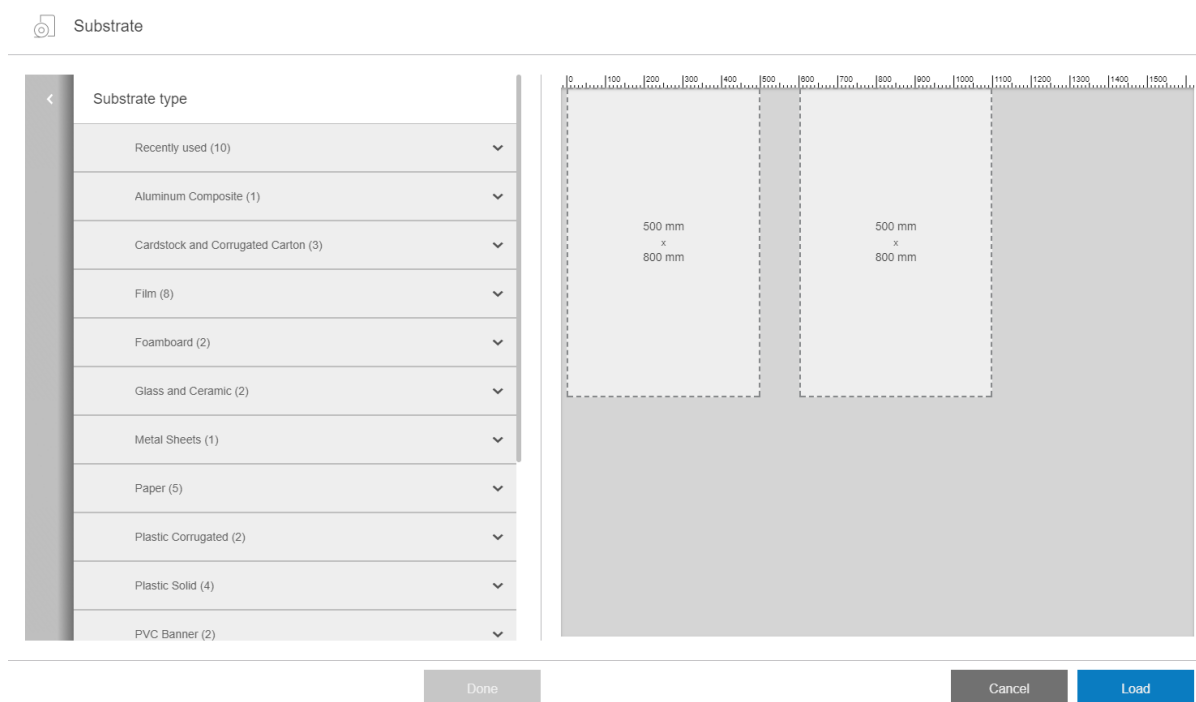 Substrate
Substrate type
Recently used (10)
Aluminum Composite (1)
Cardstock and Corrugated Carton (3)
Film (8)
Foamboard (2)
Glass and Ceramic (2)
Metal Sheets (1)
Paper (5)
Plastic Corrugated (2)
Plastic Solid (4)
PVC Banner (2)
0 100 200 300 400 500 600 700 800 900 1000 1100 1200 1300 1400 1500
500 mm
x
800 mm
500 mm
x
800 mm
Done
Cancel
Load